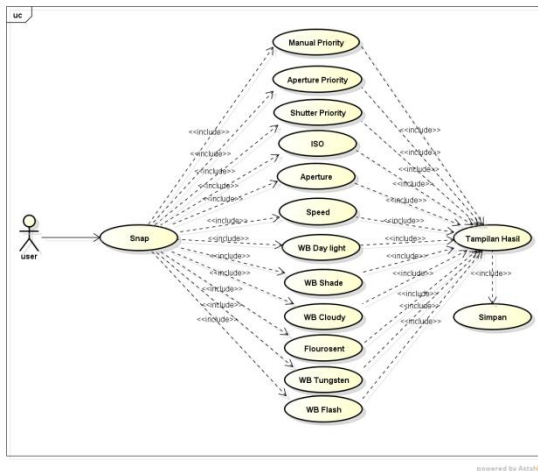 uc
Manual Priority
Aperture Priority
Shutter Priority
ISO
Aperture
Speed
WB Day light
WB Shade
WB Cloudy
Flourosent
WB Tungsten
WB Flash
<<include>>
<<include>>
<<include>>
<<include>>
<<include>>
<<include>>
<<include>>
<<include>>
<<include>>
<<include>>
<<include>>
<<include>>
user
Snap
<<include>>
<<include>>
<<include>>
<<include>>
<<include>>
<<include>>
<<include>>
<<include>>
<<include>>
<<include>>
<<include>>
<<include>>
Tampilan Hasil
<<include>>
Simpan
powered by Astah